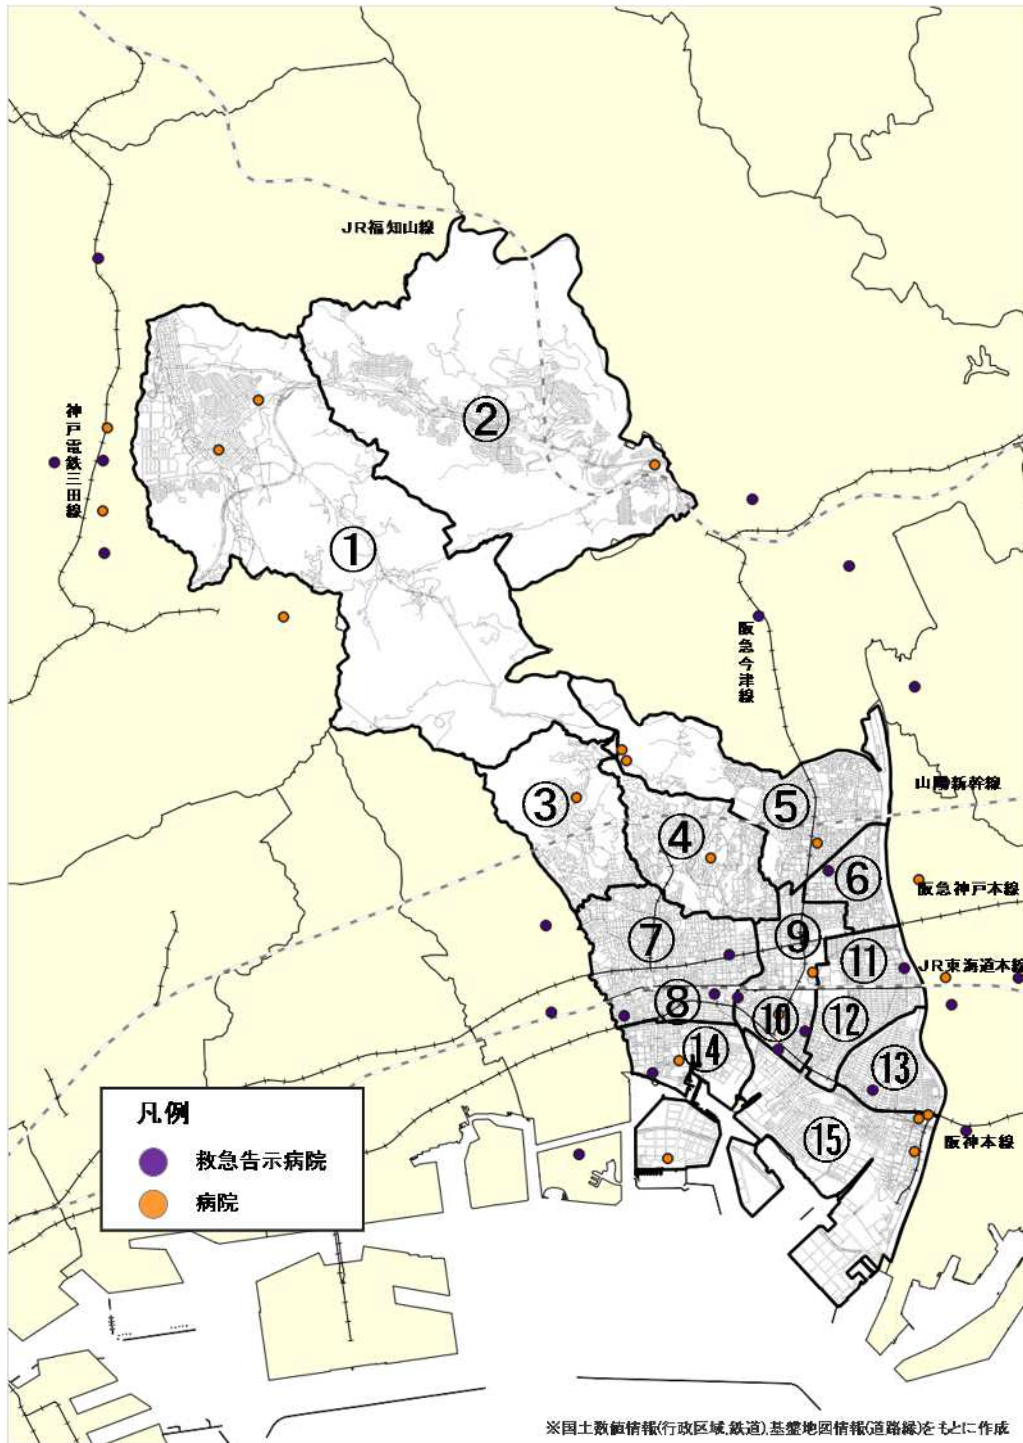 JR福知山線
神戸電鉄三田線
②
①
阪急今津線
山陽新幹線
③
⑤
④
⑥
阪急神戸本線
⑦
⑨
⑪
JR東海道本線
⑧
⑩
⑫
⑭
⑬
凡例
救急告示病院
病院
⑮
阪神本線
※国土数値情報(行政区域,鉄道),基盤地図情報(道路縁)をもとに作成